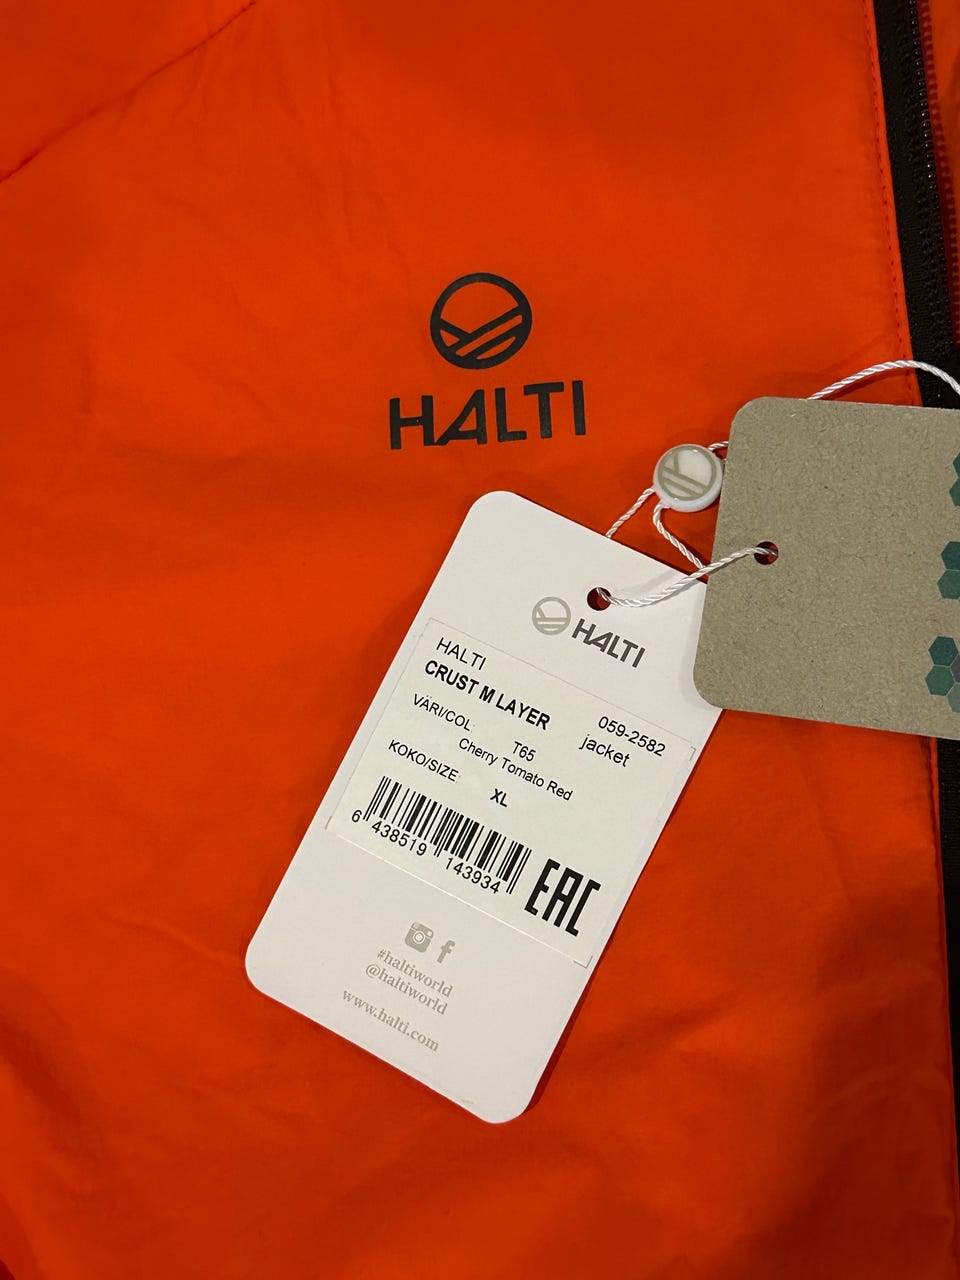 HALTI
HALTI
HALTI
CRUST M LAYER 059-2582
VÄRI/COL T65 jacket
Cherry Tomato Red
KOKO/SIZE XL
6 438519 143934
EAC
#haltiworld
@haltiworld
www.halti.com